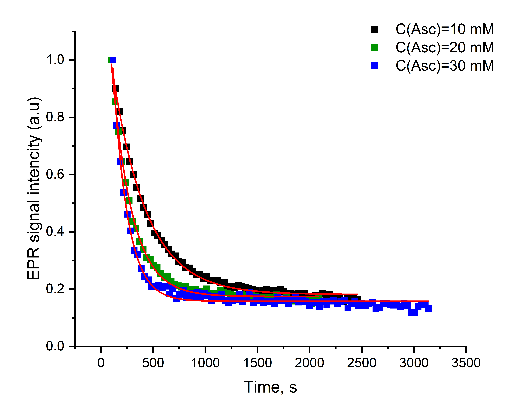 C(Asc)=10 mM
C(Asc)=20 mM
C(Asc)=30 mM
1.0
0.8
0.6
0.4
0.2
0.0
EPR signal intencity (a.u)
0 500 1000 1500 2000 2500 3000 3500
Time, s